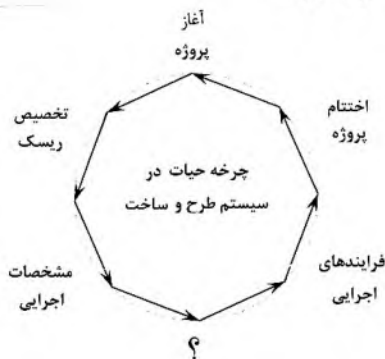 آغاز
پروژه
تخصیص
ریسک
اختتام
پروژه
چرخه حیات در
سیستم طرح و ساخت
مشخصات
اجرایی
فرایندهای
اجرایی
؟